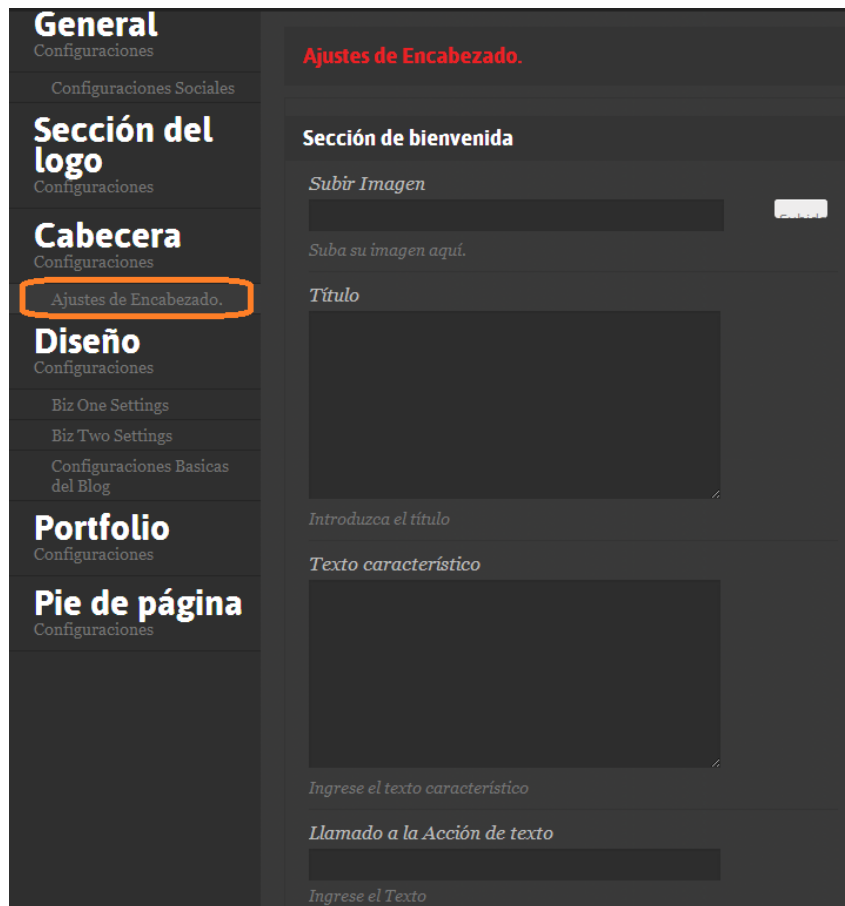 General
Configuraciones
Configuraciones Sociales
Sección del
logo
Configuraciones
Cabecera
Configuraciones
Ajustes de Encabezado.
Diseño
Configuraciones
Biz One Settings
Biz Two Settings
Configuraciones Basicas
del Blog
Portfolio
Configuraciones
Pie de página
Configuraciones
Ajustes de Encabezado.
Sección de bienvenida
Subir Imagen
Suba su imagen aquí.
Título
Introduzca el título
Texto característico
Ingrese el texto característico
Llamado a la Acción de texto
Ingrese el Texto